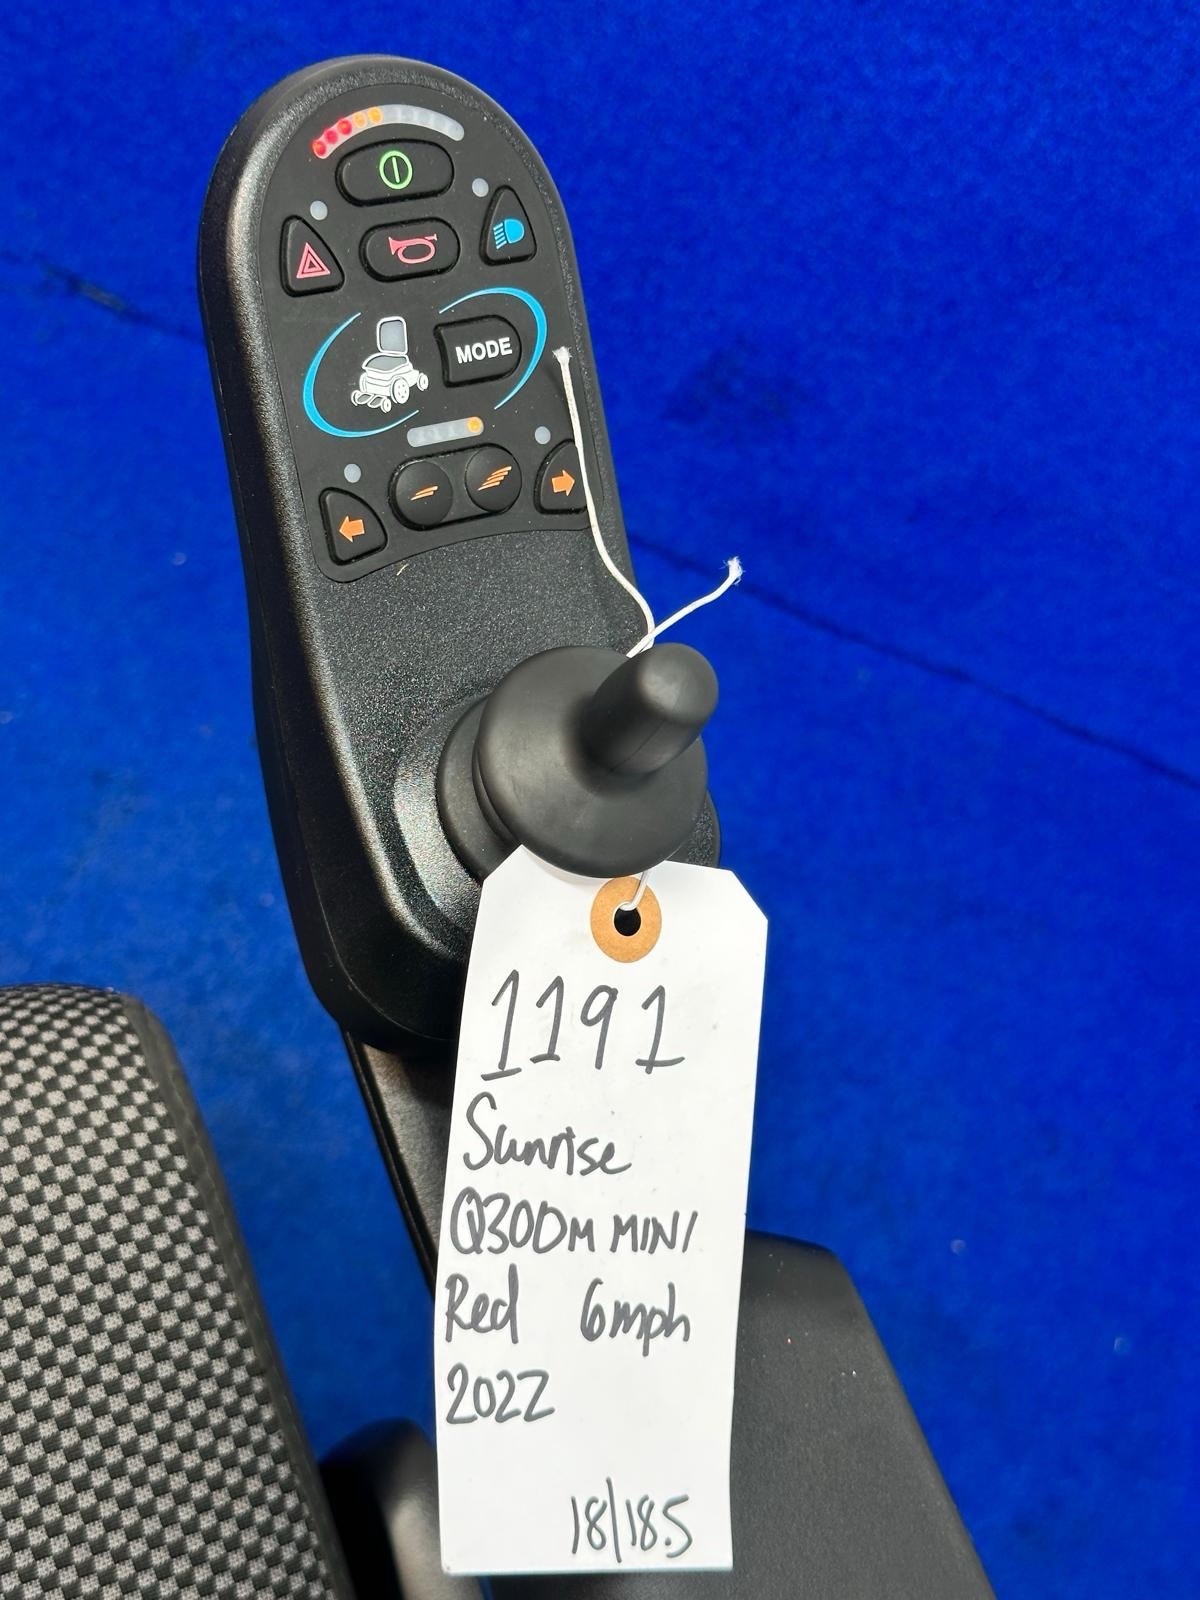 MODE
1191
Sunrise
Q300M MINI
Red 6mph
2022
18/18.5